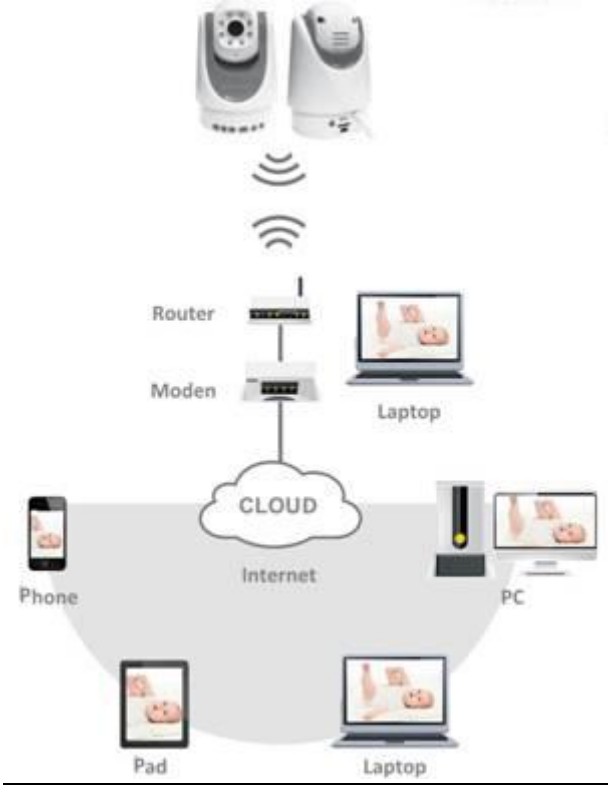 Router
Moden
Laptop
CLOUD
Internet
Phone
PC
Pad
Laptop